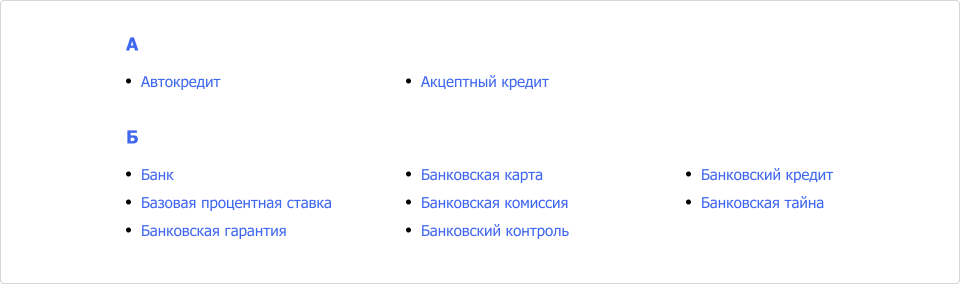 А
Автокредит
Акцептный кредит
Б
Банк
Базовая процентная ставка
Банковская гарантия
Банковская карта
Банковская комиссия
Банковский контроль
Банковский кредит
Банковская тайна